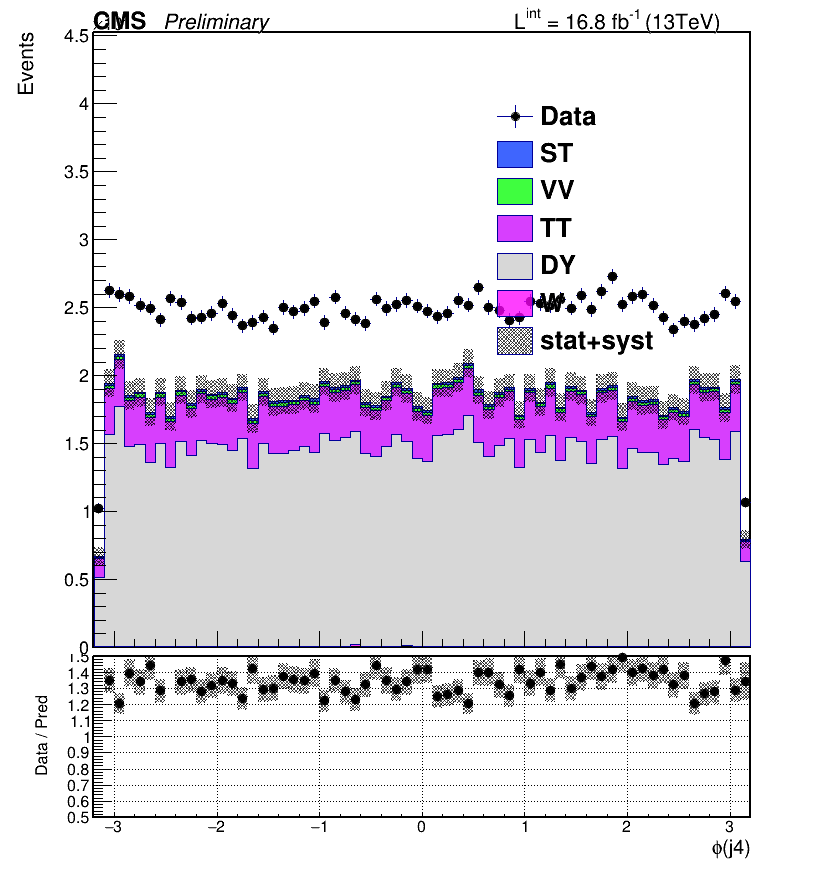 CMS Preliminary L^int = 16.8 fb^-1 (13TeV)
Events
4.5
4
3.5
3
2.5
2
1.5
1
0.5
0
Data
ST
VV
TT
DY
W
stat+syst
Data / Pred
1.5
1.4
1.3
1.2
1.1
1
0.9
0.8
0.7
0.6
0.5
−3 −2 −1 0 1 2 3
ϕ(j4)